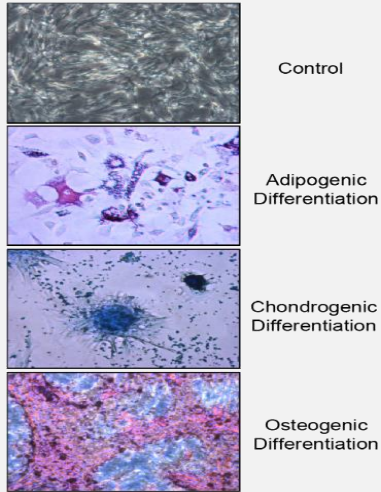 Control
Adipogenic
Differentiation
Chondrogenic
Differentiation
Osteogenic
Differentiation